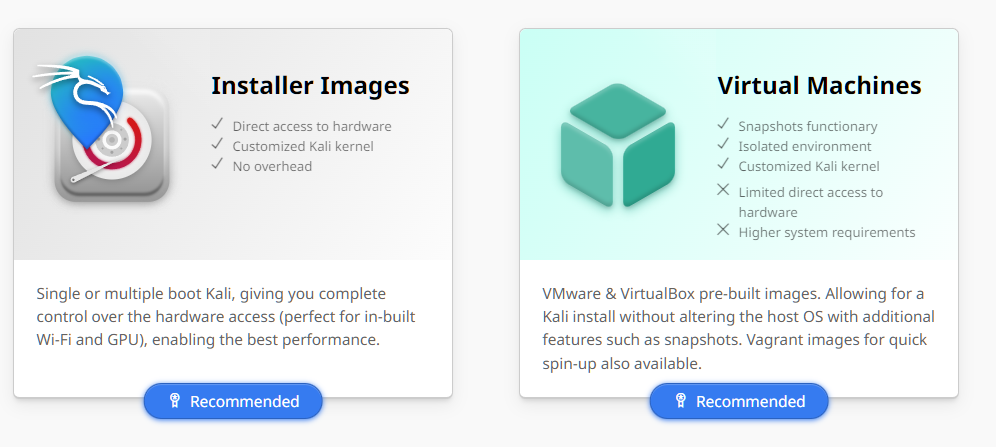 Installer Images
Direct access to hardware
Customized Kali kernel
No overhead
Single or multiple boot Kali, giving you complete
control over the hardware access (perfect for in-built
Wi-Fi and GPU), enabling the best performance.
Recommended
Virtual Machines
Snapshots functionary
Isolated environment
Customized Kali kernel
Limited direct access to
hardware
Higher system requirements
VMware & VirtualBox pre-built images. Allowing for a
Kali install without altering the host OS with additional
features such as snapshots. Vagrant images for quick
spin-up also available.
Recommended